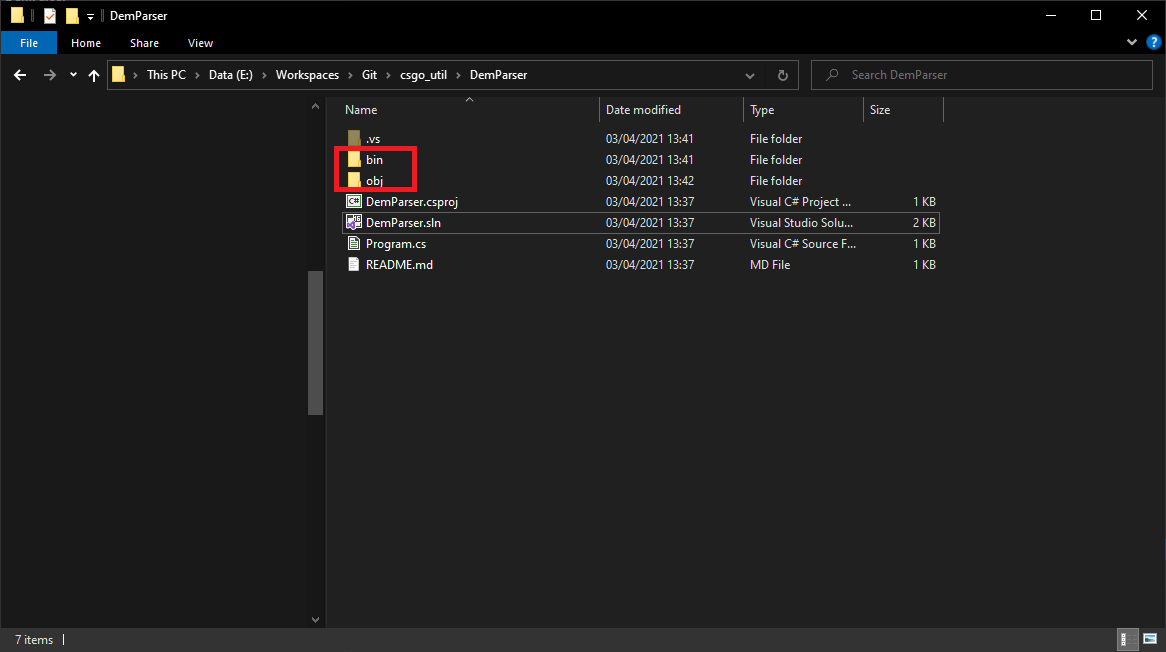 DemParser
File Home Share View
This PC Data (E:) Workspaces Git csgo_util DemParser Search DemParser
Name Date modified Type Size
.vs 03/04/2021 13:41 File folder
bin 03/04/2021 13:41 File folder
obj 03/04/2021 13:42 File folder
C# DemParser.csproj 03/04/2021 13:37 Visual C# Project ... 1 KB
DemParser.sln 03/04/2021 13:37 Visual Studio Solu... 2 KB
Program.cs 03/04/2021 13:37 Visual C# Source F... 1 KB
README.md 03/04/2021 13:37 MD File 1 KB
7 items